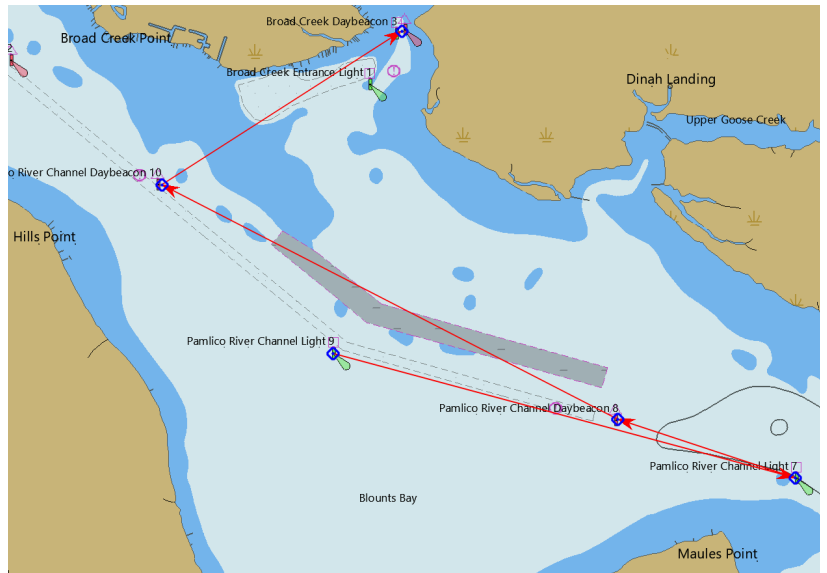 Broad Creek Daybeacon 3
Broad Creek Point
2
Broad Creek Entrance Light 1
Dinah Landing
Upper Goose Creek
o River Channel Daybeacon 10
Hills Point
Pamlico River Channel Light 9
Pamlico River Channel Daybeacon 8
Pamlico River Channel Light 7
Blounts Bay
Maules Point